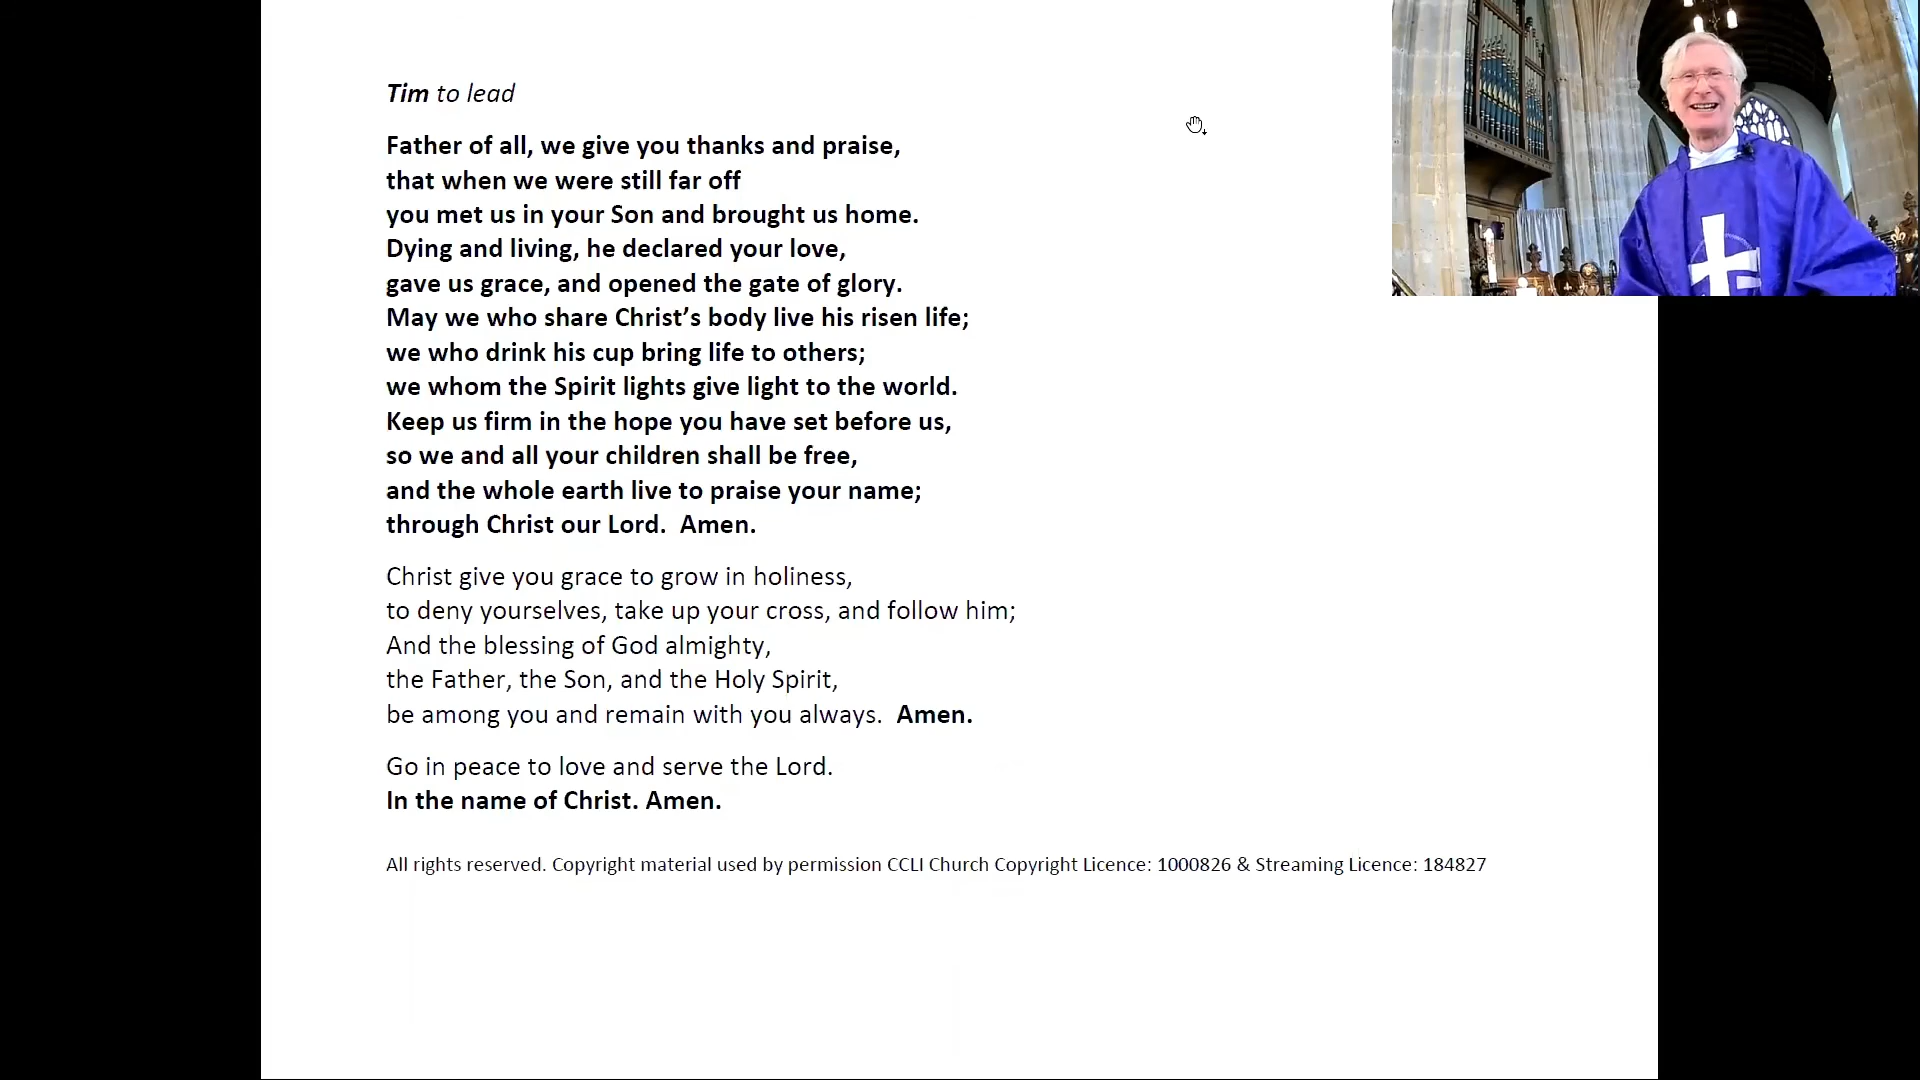 Tim to lead
Father of all, we give you thanks and praise,
that when we were still far off
you met us in your Son and brought us home.
Dying and living, he declared your love,
gave us grace, and opened the gate of glory.
May we who share Christ’s body live his risen life;
we who drink his cup bring life to others;
we whom the Spirit lights give light to the world.
Keep us firm in the hope you have set before us,
so we and all your children shall be free,
and the whole earth live to praise your name;
through Christ our Lord.  Amen.
Christ give you grace to grow in holiness,
to deny yourselves, take up your cross, and follow him;
And the blessing of God almighty,
the Father, the Son, and the Holy Spirit,
be among you and remain with you always.  Amen.
Go in peace to love and serve the Lord.
In the name of Christ. Amen.
All rights reserved. Copyright material used by permission CCLI Church Copyright Licence: 1000826 & Streaming Licence: 184827